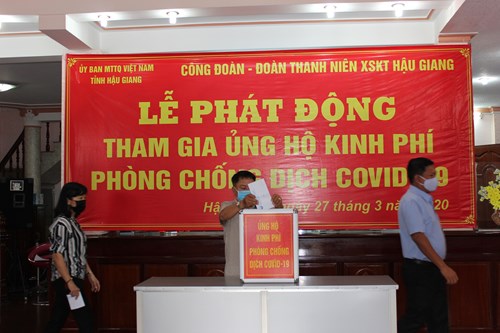 ỦY BAN MTTQ VIỆT NAM
TỈNH HẬU GIANG
CÔNG ĐOÀN - ĐOÀN THANH NIÊN XSKT HẬU GIANG
LỄ PHÁT ĐỘNG
THAM GIA ỦNG HỘ KINH PHÍ
PHÒNG CHỐNG DỊCH COVID-19
27 tháng 3
20
ỦNG HỘ
KINH PHÍ
PHÒNG CHỐNG
DỊCH COVID-19